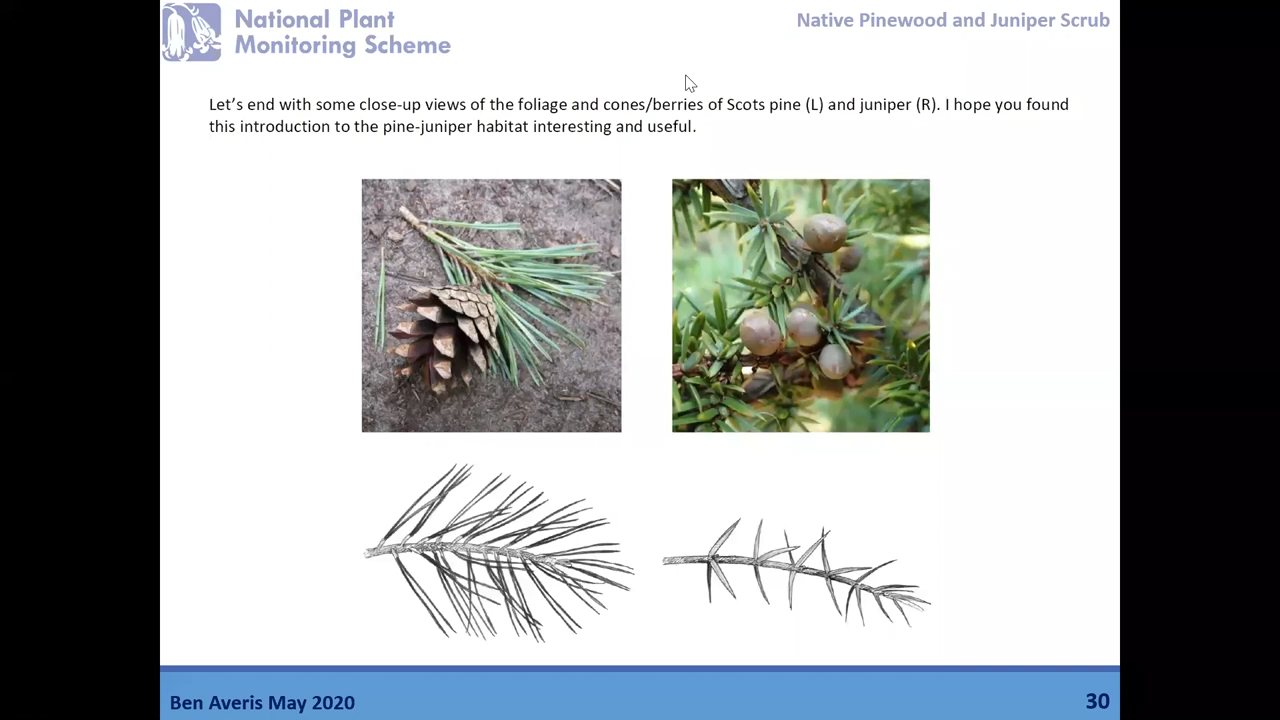 National Plant
Monitoring Scheme
Native Pinewood and Juniper Scrub
Let’s end with some close-up views of the foliage and cones/berries of Scots pine (L) and juniper (R). I hope you found
this introduction to the pine-juniper habitat interesting and useful.
Ben Averis May 2020
30